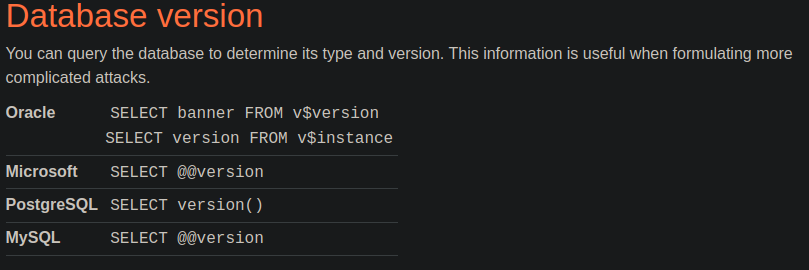 Database version
You can query the database to determine its type and version. This information is useful when formulating more
complicated attacks.
Oracle SELECT banner FROM v$version
SELECT version FROM v$instance
Microsoft SELECT @@version
PostgreSQL SELECT version()
MySQL SELECT @@version